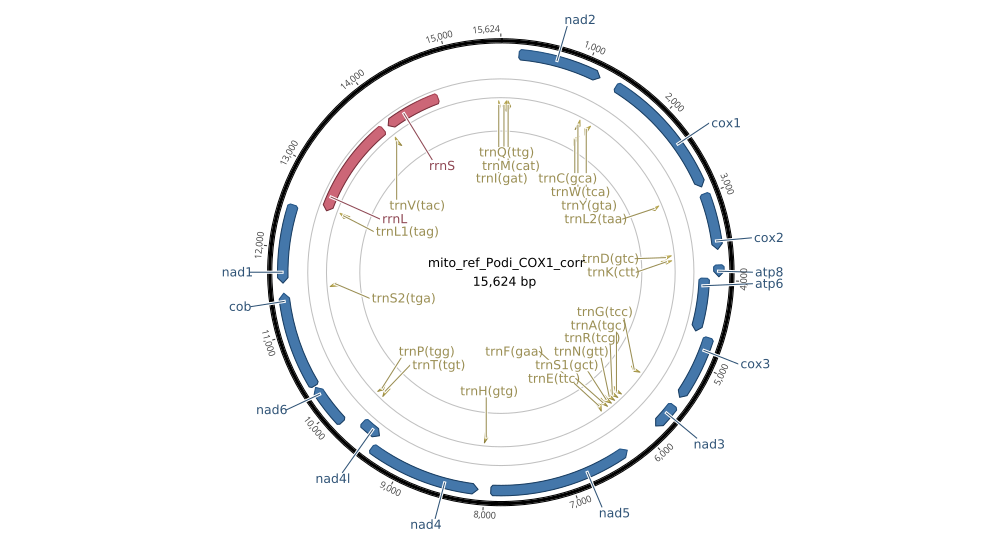 nad2
15,624
15,000
1,000
14,000
2,000
cox1
trnQ(ttg)
13,000
rrnS
trnM(cat)
trnI(gat)
trnC(gca)
3,000
trnW(tca)
trnV(tac)
trnY(gta)
rrnL
trnL2(taa)
trnL1(tag)
cox2
12,000
mito_ref_Podi_COX1_corr
trnD(gtc)
nad1
trnK(ctt)
atp8
15,624 bp
4,000
atp6
trnS2(tga)
cob
trnG(tcc)
trnA(tgc)
11,000
trnR(tcg)
trnP(tgg)
trnF(gaa)
trnN(gtt)
trnT(tgt)
trnS1(gct)
cox3
5,000
trnE(ttc)
trnH(gtg)
nad6
10,000
nad3
6,000
nad4l
9,000
7,000
8,000
nad5
nad4